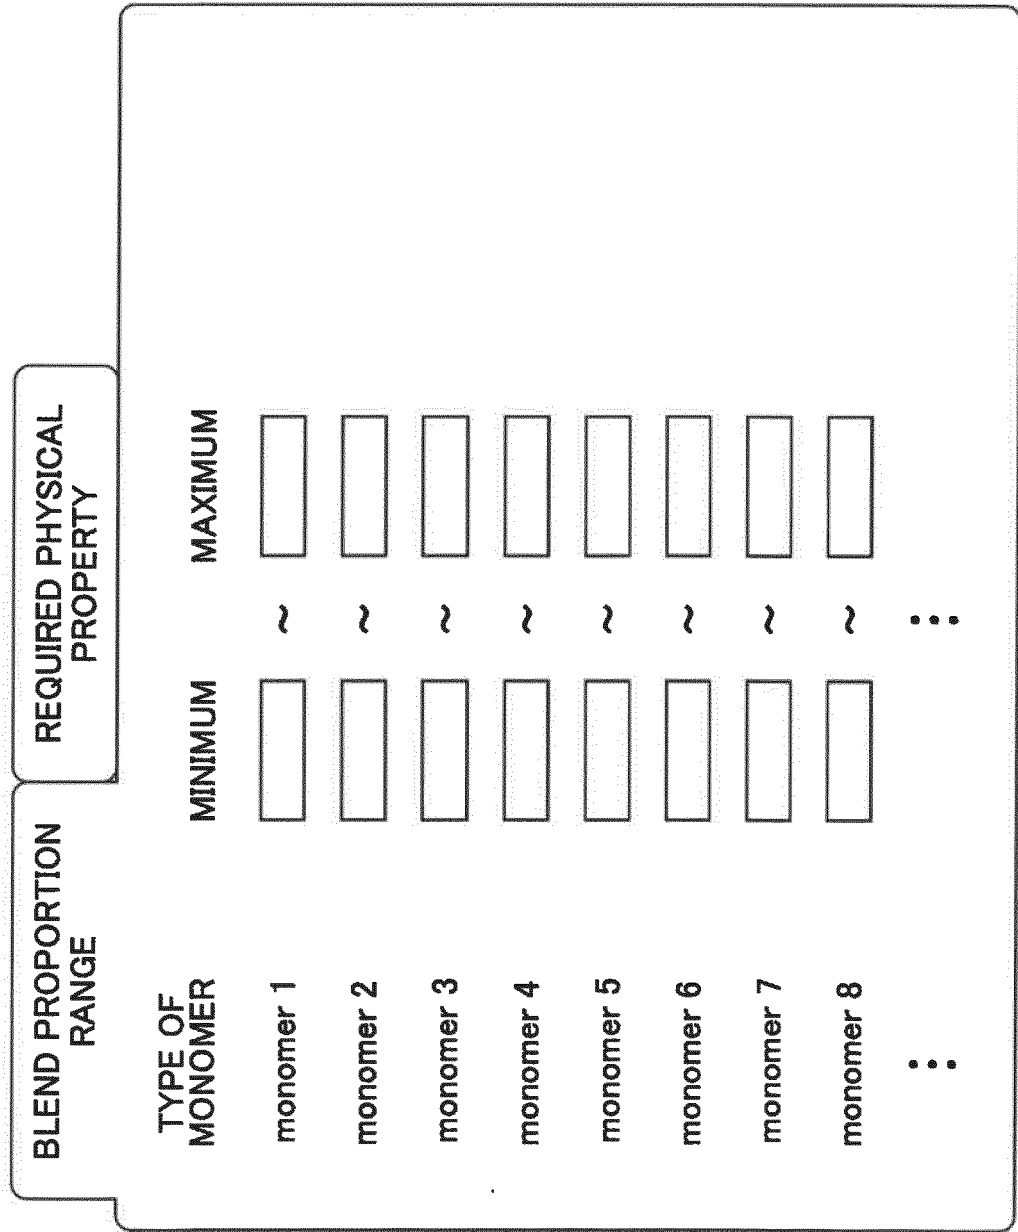 BLEND PROPORTION
RANGE
REQUIRED PHYSICAL
PROPERTY
TYPE OF
MONOMER
MINIMUM
MAXIMUM
monomer 1 ~
monomer 2 ~
monomer 3 ~
monomer 4 ~
monomer 5 ~
monomer 6 ~
monomer 7 ~
monomer 8 ~
⋮ ⋮